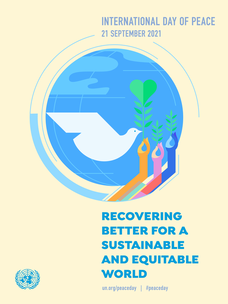 INTERNATIONAL DAY OF PEACE
21 SEPTEMBER 2021
RECOVERING
BETTER FOR A
SUSTAINABLE
AND EQUITABLE
WORLD
un.org/peaceday | #peaceday